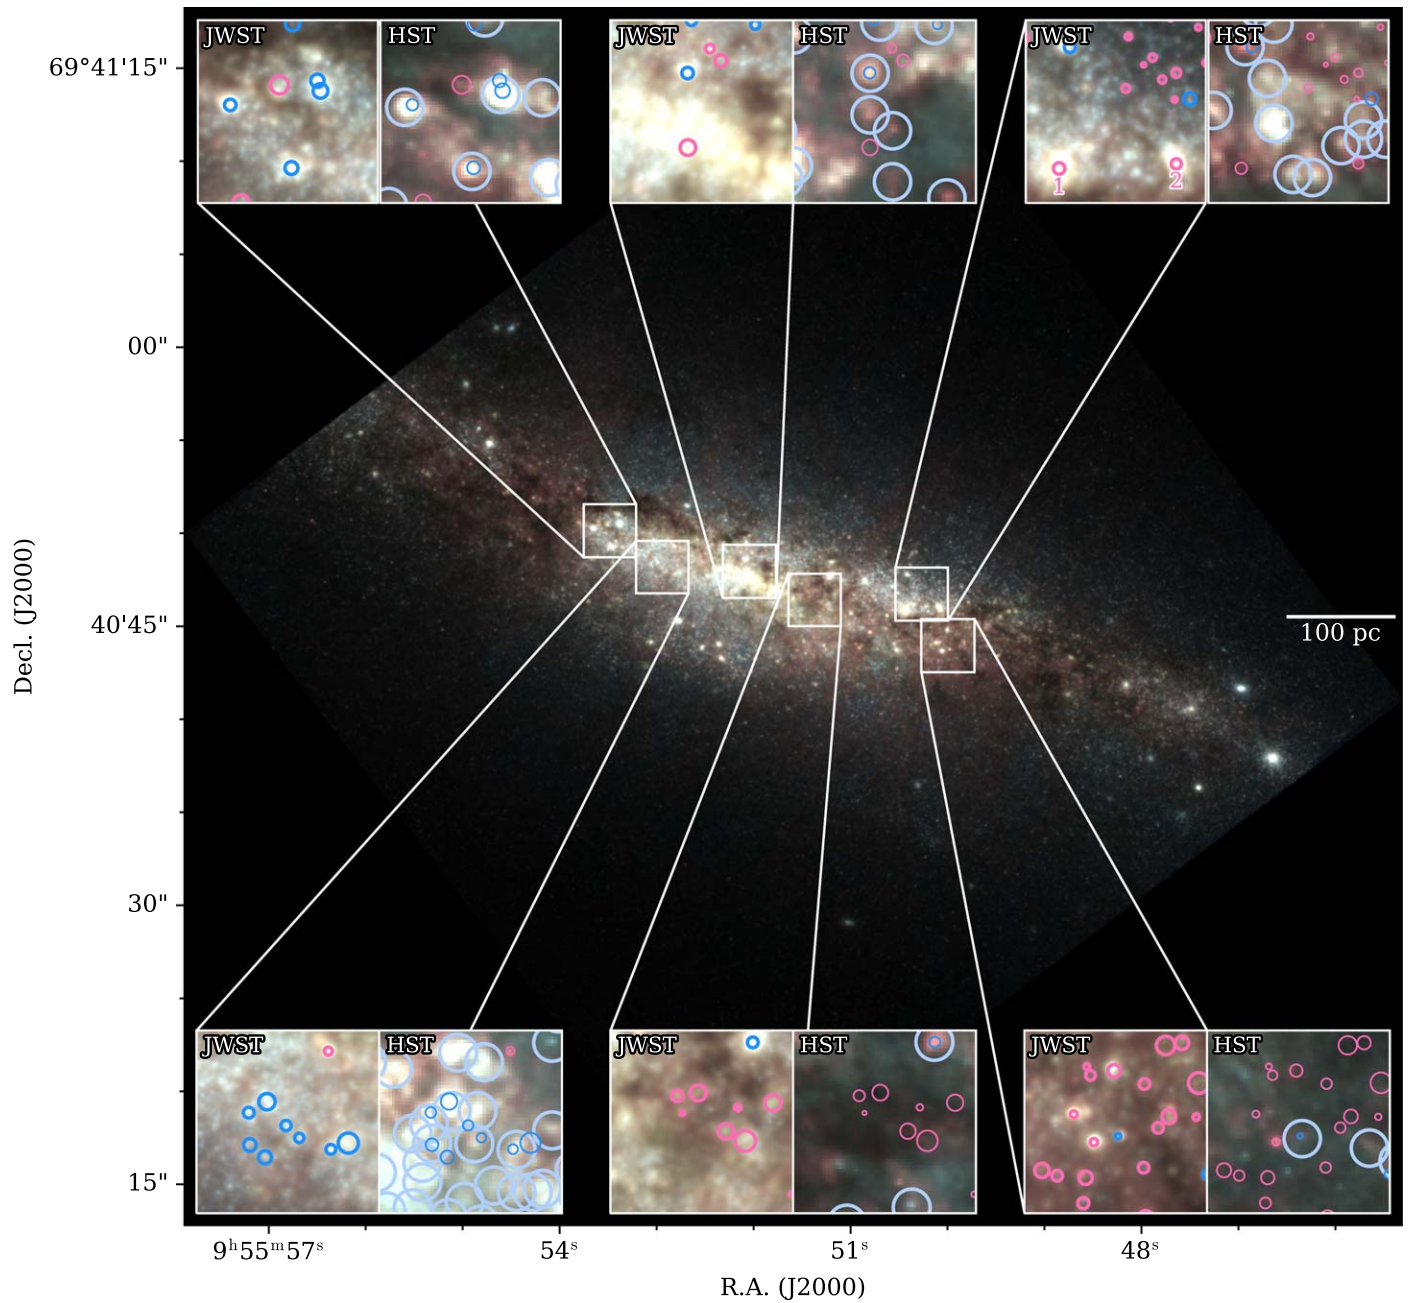 JWST HST JWST HST JWST HST
69°41'15"
1 2
00"
40'45"
100 pc
Decl. (J2000)
30"
JWST HST JWST HST JWST HST
15"
9ʰ55ᵐ57ˢ 54ˢ 51ˢ 48ˢ
R.A. (J2000)